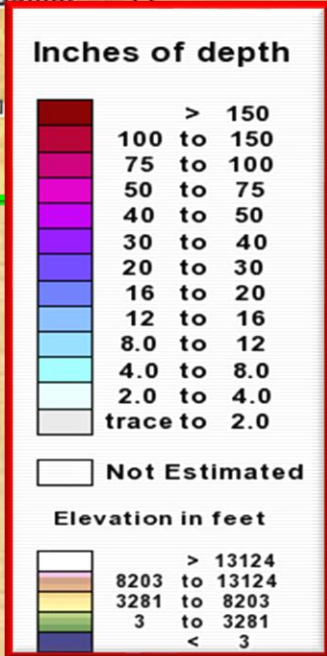 Inches of depth
> 150
100 to 150
75 to 100
50 to 75
40 to 50
30 to 40
20 to 30
16 to 20
12 to 16
8.0 to 12
4.0 to 8.0
2.0 to 4.0
trace to 2.0
Not Estimated
Elevation in feet
> 13124
8203 to 13124
3281 to 8203
3 to 3281
< 3